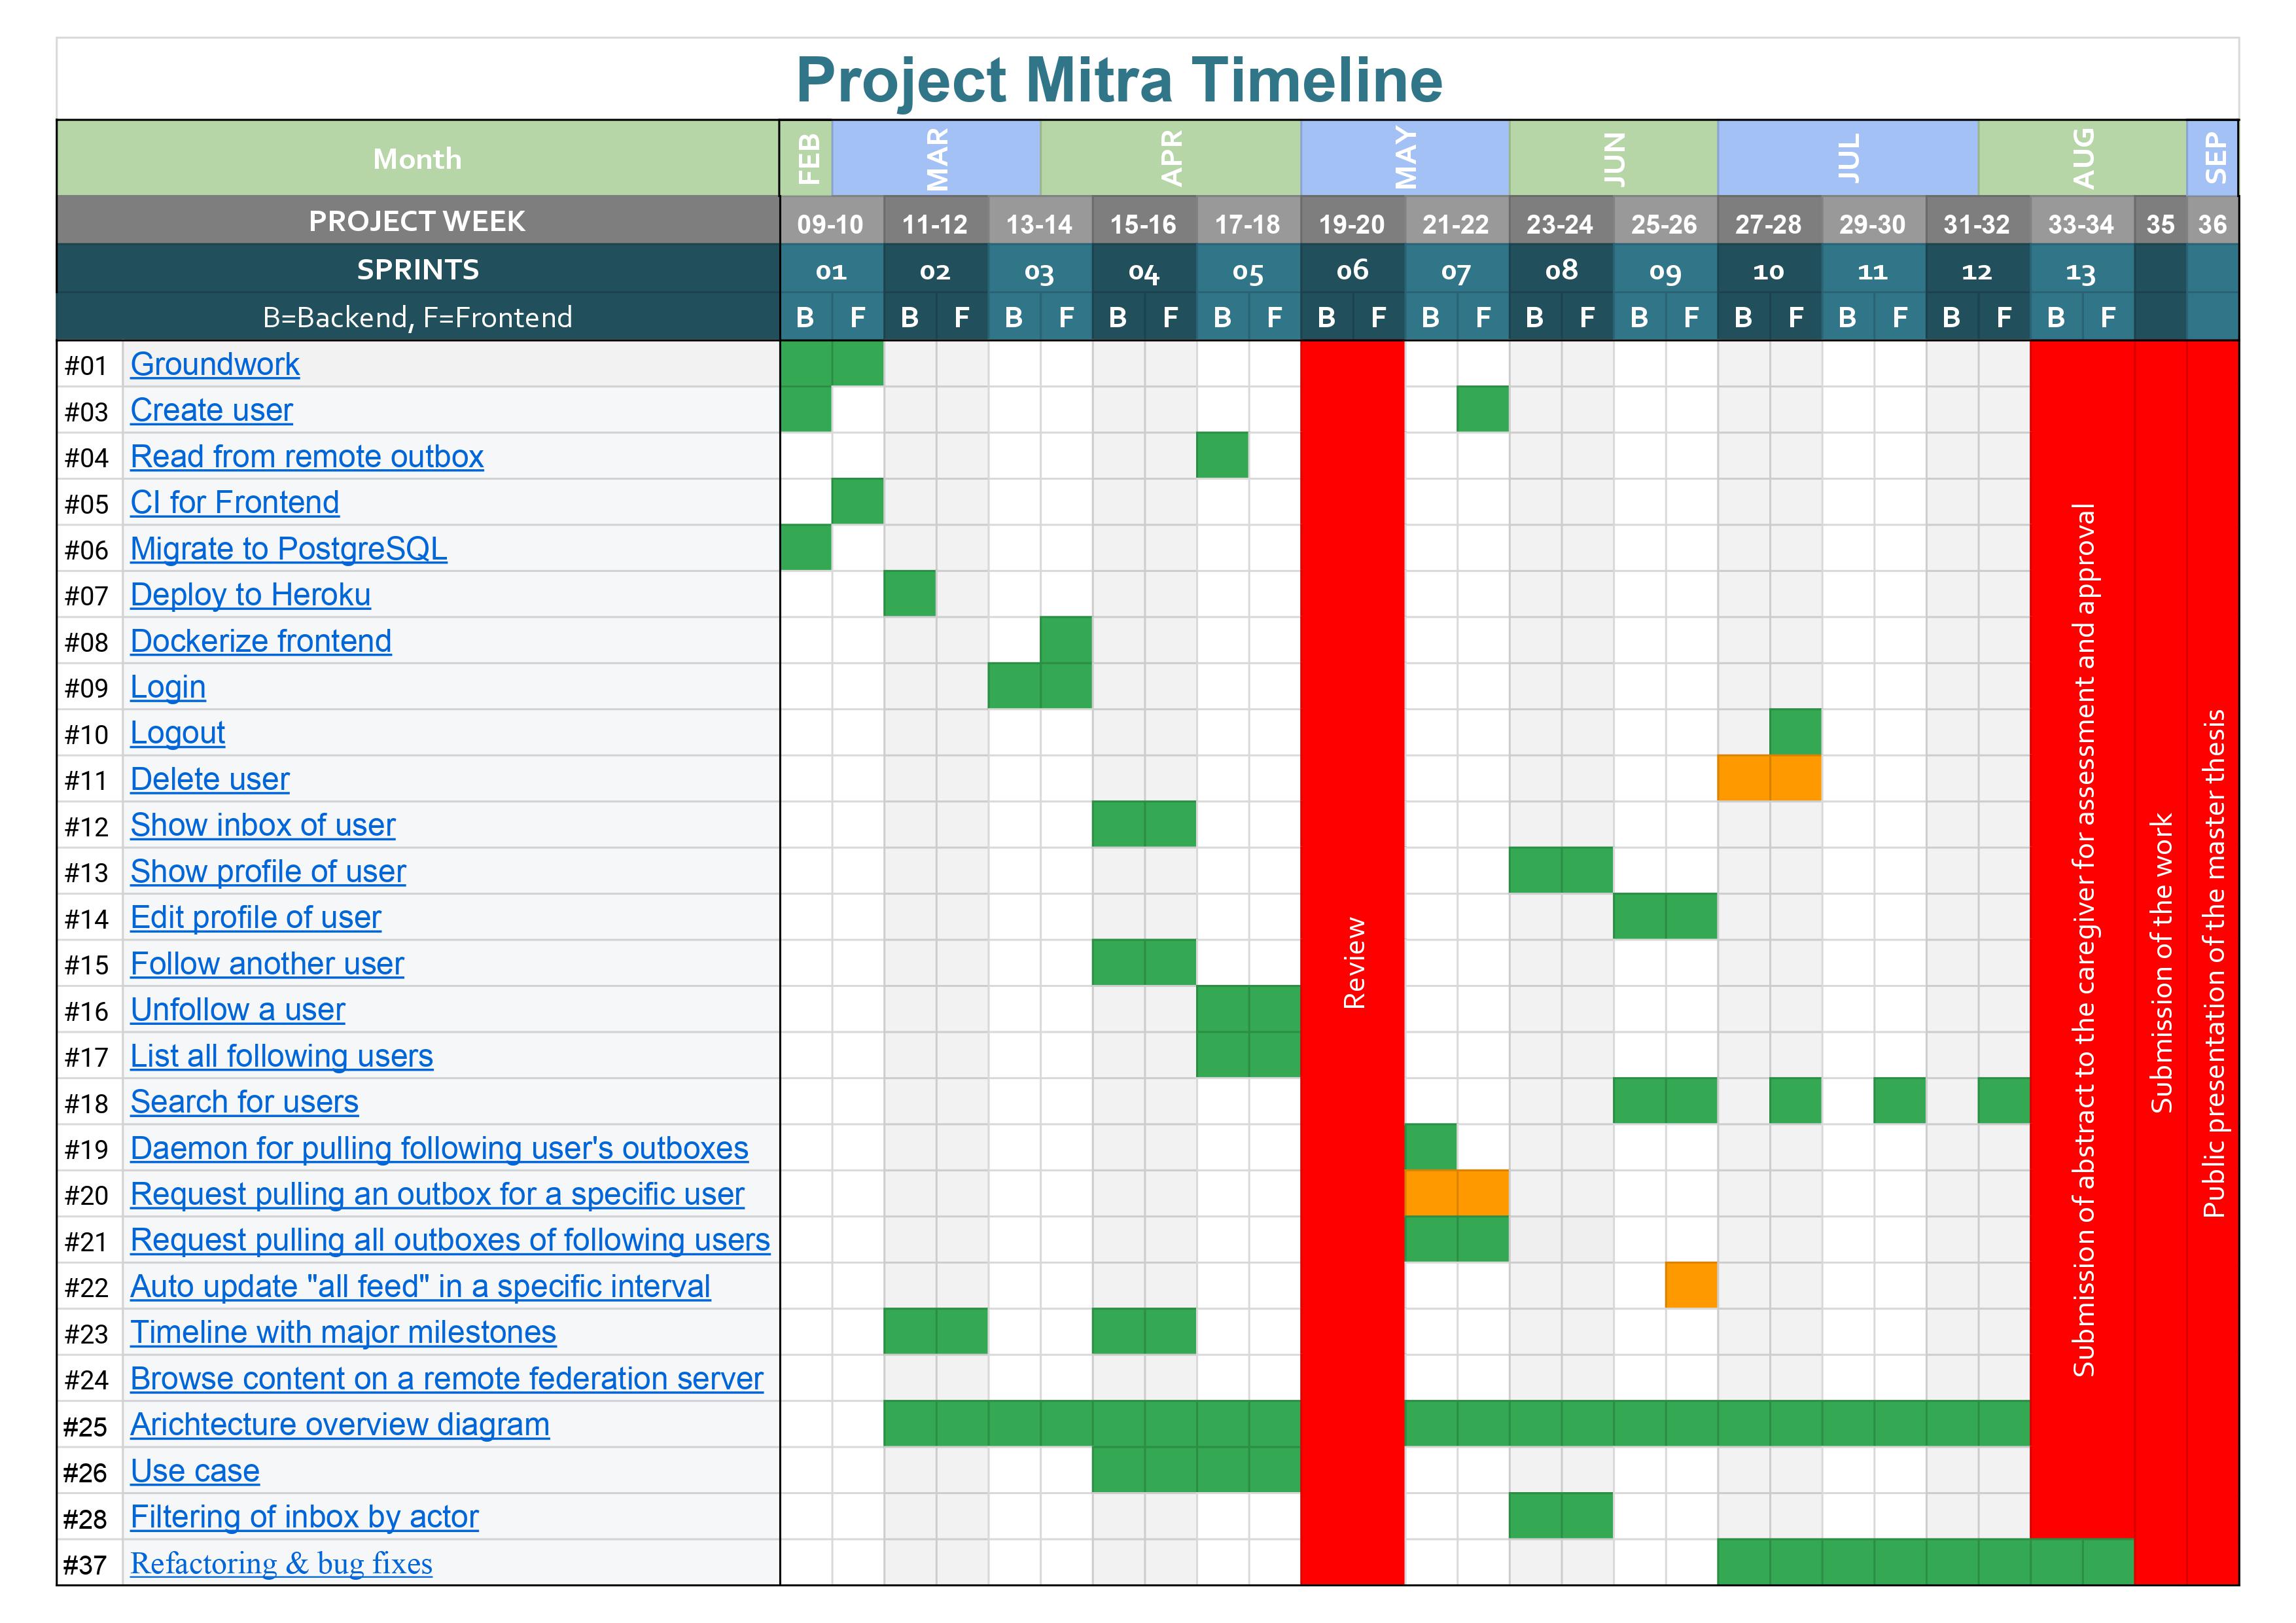 Project Mitra Timeline
Month FEB MAR APR MAY JUN JUL AUG SEP
PROJECT WEEK 09-10 11-12 13-14 15-16 17-18 19-20 21-22 23-24 25-26 27-28 29-30 31-32 33-34 35 36
SPRINTS 01 02 03 04 05 06 07 08 09 10 11 12 13
B=Backend, F=Frontend B F B F B F B F B F B F B F B F B F B F B F B F B F
#01 Groundwork
#03 Create user
#04 Read from remote outbox
#05 CI for Frontend
#06 Migrate to PostgreSQL
#07 Deploy to Heroku
#08 Dockerize frontend
#09 Login
#10 Logout
#11 Delete user
#12 Show inbox of user
#13 Show profile of user
#14 Edit profile of user
#15 Follow another user
#16 Unfollow a user
#17 List all following users
#18 Search for users
#19 Daemon for pulling following user's outboxes
#20 Request pulling an outbox for a specific user
#21 Request pulling all outboxes of following users
#22 Auto update "all feed" in a specific interval
#23 Timeline with major milestones
#24 Browse content on a remote federation server
#25 Arichtecture overview diagram
#26 Use case
#28 Filtering of inbox by actor
#37 Refactoring & bug fixes
Review
Submission of abstract to the caregiver for assessment and approval
Submission of the work
Public presentation of the master thesis